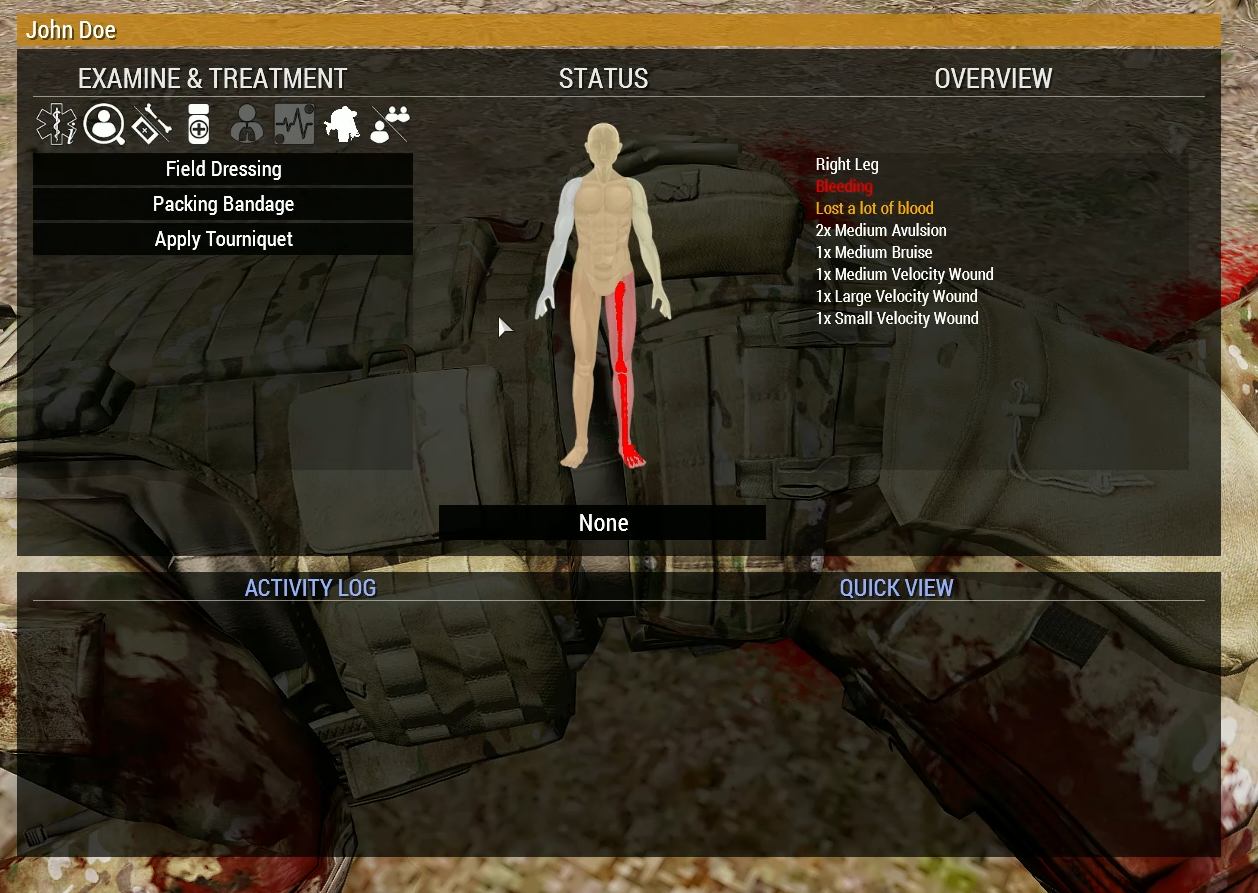 John Doe
EXAMINE & TREATMENT
STATUS
OVERVIEW
Field Dressing
Packing Bandage
Apply Tourniquet
Right Leg
Bleeding
Lost a lot of blood
2x Medium Avulsion
1x Medium Bruise
1x Medium Velocity Wound
1x Large Velocity Wound
1x Small Velocity Wound
None
ACTIVITY LOG
QUICK VIEW